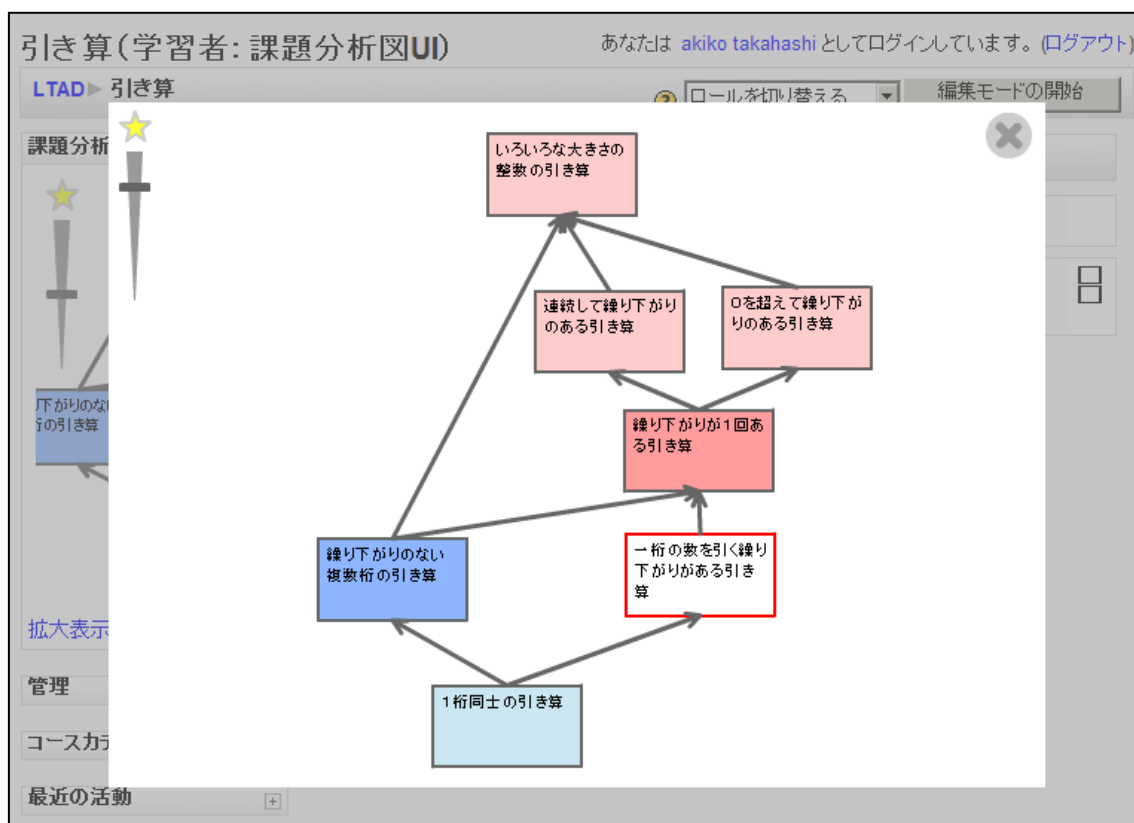 引き算(学習者: 課題分析図UI)
あなたは akiko takahashi としてログインしています。(ログアウト)
LTAD 引き算
ロールを切り替える
編集モードの開始
課題分析
いろいろな大きさの
整数の引き算
連続して繰り下がり
のある引き算
0を超えて繰り下が
りのある引き算
下がりのな
の引き算
繰り下がりが1回あ
る引き算
繰り下がりのない
複数桁の引き算
一桁の数を引く繰り
下がりがある引き
算
拡大表示
1桁同士の引き算
管理
コースカテ
最近の活動